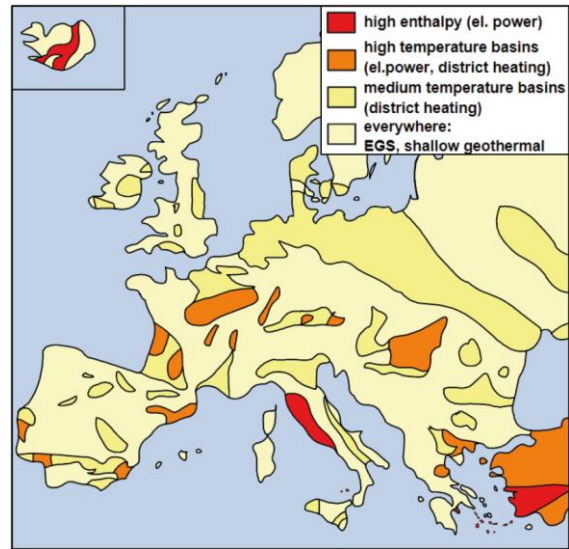 high enthalpy (el. power)
high temperature basins
(el.power, district heating)
medium temperature basins
(district heating)
everywhere:
EGS, shallow geothermal